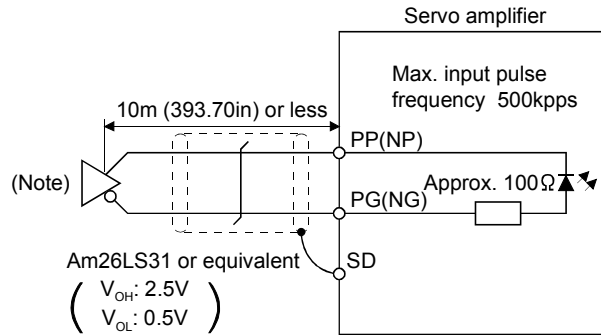 Servo amplifier
Max. input pulse
frequency 500kpps
10m (393.70in) or less
PP(NP)
(Note)
Approx. 100Ω
PG(NG)
Am26LS31 or equivalent
SD
V_OH: 2.5V
V_OL: 0.5V